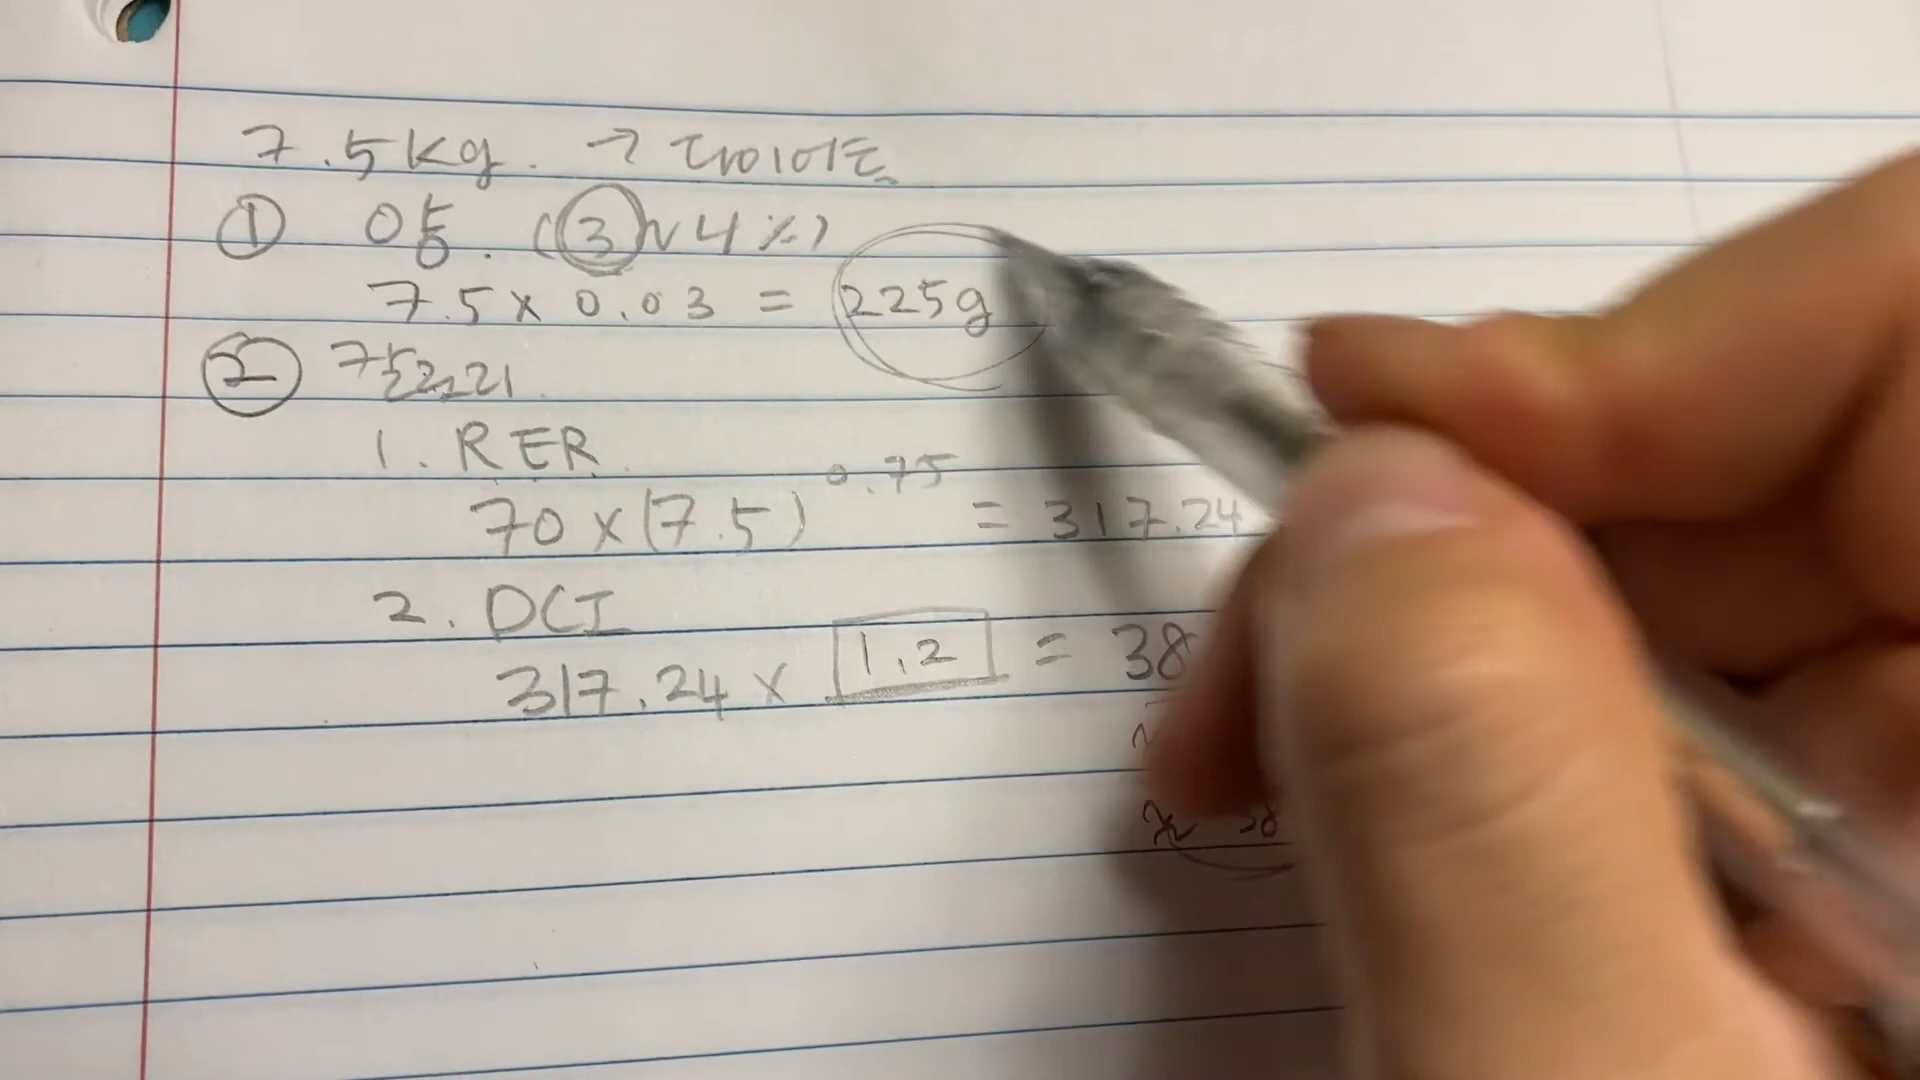 7.5kg. → 다이어트
① 양. (3~4%)
7.5 × 0.03 = 225g
② 칼로리
1. RER
70 × (7.5)^0.75 = 317.24
2. DCI
317.24 × 1.2 = 38